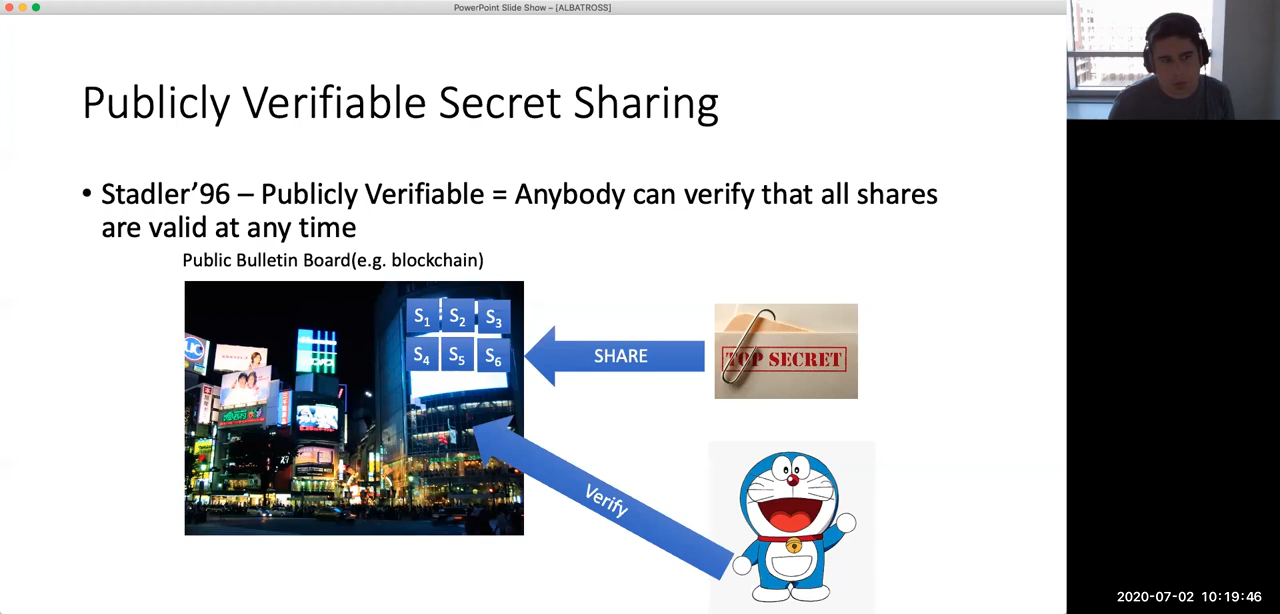 PowerPoint Slide Show – [ALBATROSS]
Publicly Verifiable Secret Sharing
• Stadler’96 – Publicly Verifiable = Anybody can verify that all shares
are valid at any time
Public Bulletin Board(e.g. blockchain)
S1 S2 S3
S4 S5 S6
SHARE
TOP SECRET
Verify
2020-07-02 10:19:46